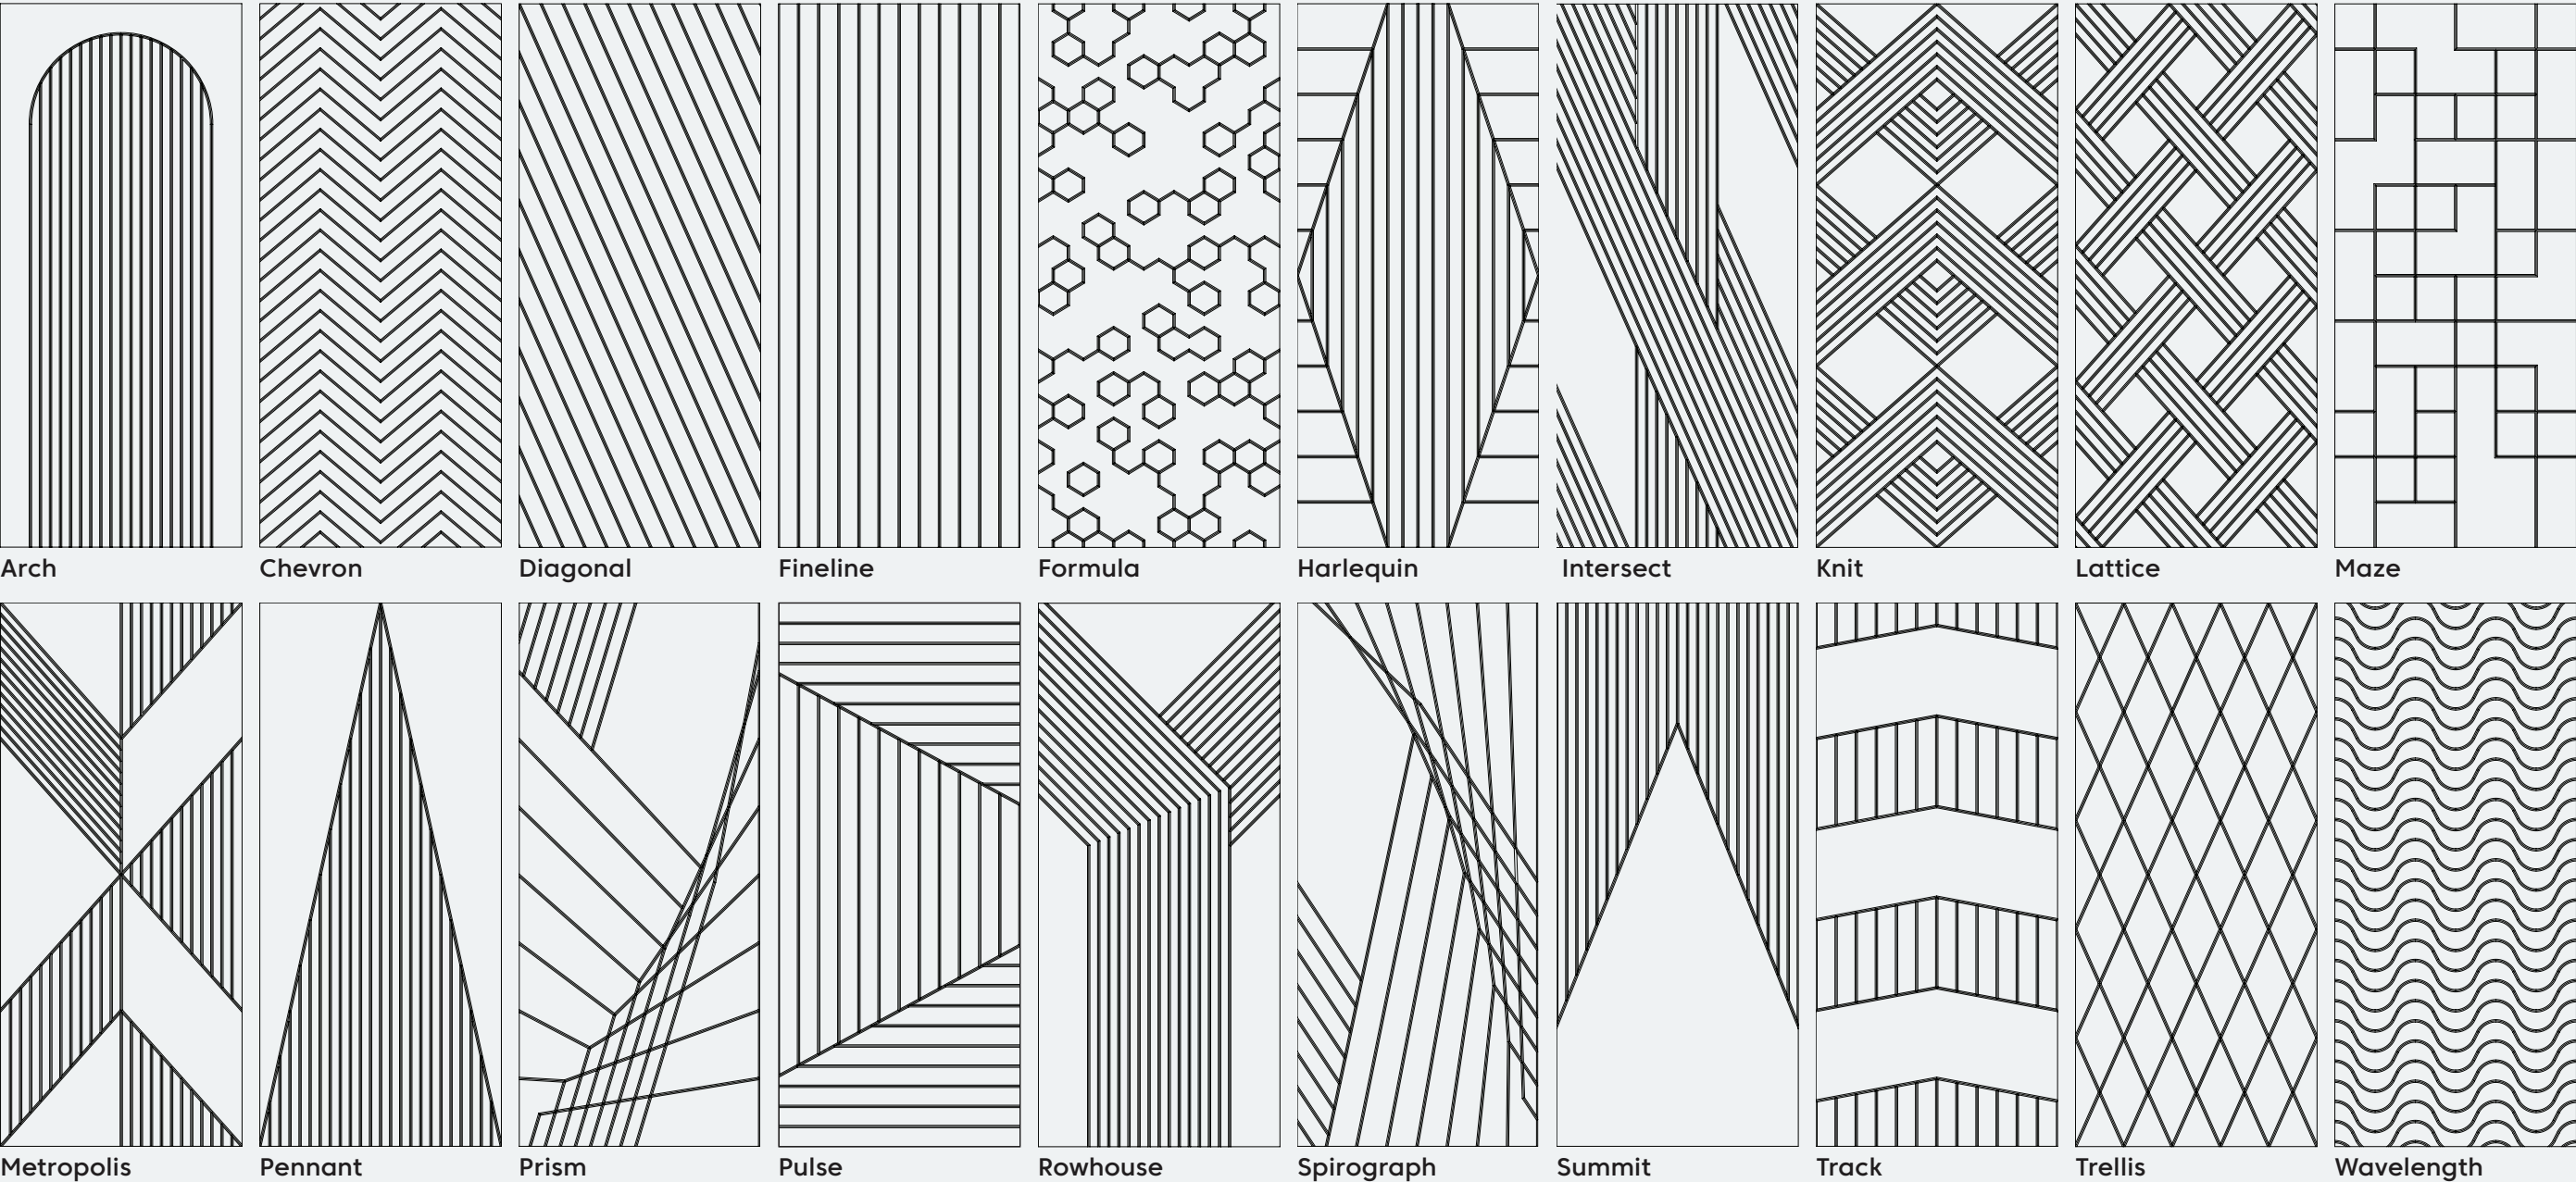 Arch Chevron Diagonal Fineline Formula Harlequin Intersect Knit Lattice Maze
Metropolis Pennant Prism Pulse Rowhouse Spirograph Summit Track Trellis Wavelength